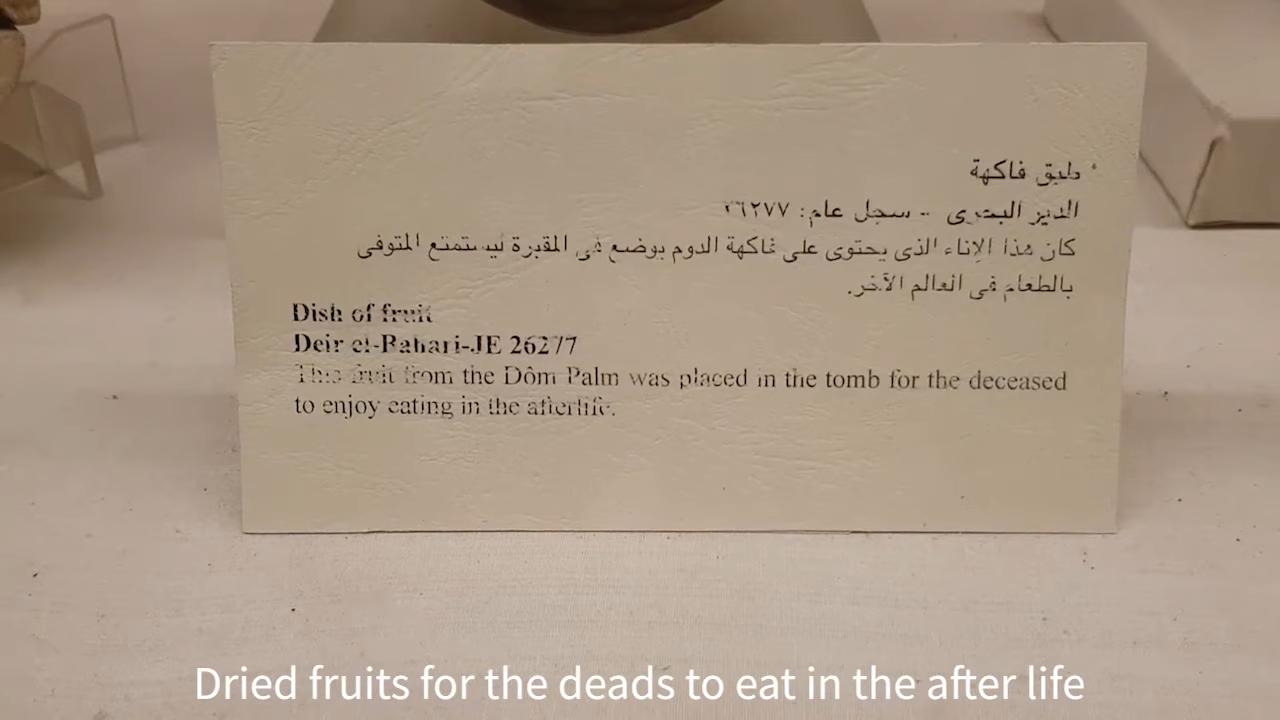 طبق فاكهة
الدير البحرى - سجل عام: ٢٦٢٧٧
كان هذا الإناء الذى يحتوى على فاكهة الدوم يوضع فى المقبرة ليستمتع المتوفى
بالطعام فى العالم الآخر.
Dish of fruit
Deir el-Bahari-JE 26277
This fruit from the Dôm Palm was placed in the tomb for the deceased
to enjoy eating in the afterlife.
Dried fruits for the deads to eat in the after life